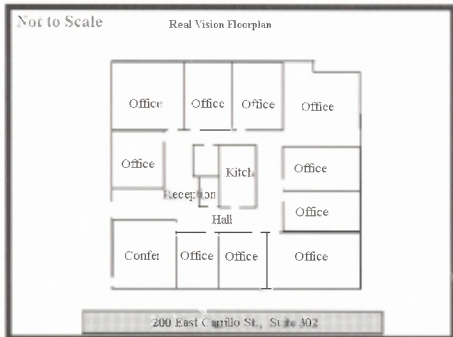 Not to Scale
Real Vision Floorplan
Office Office Office Office
Office Kitch Office
Reception
Office
Hall
Confer Office Office Office
200 East Carrillo St., Suite 302